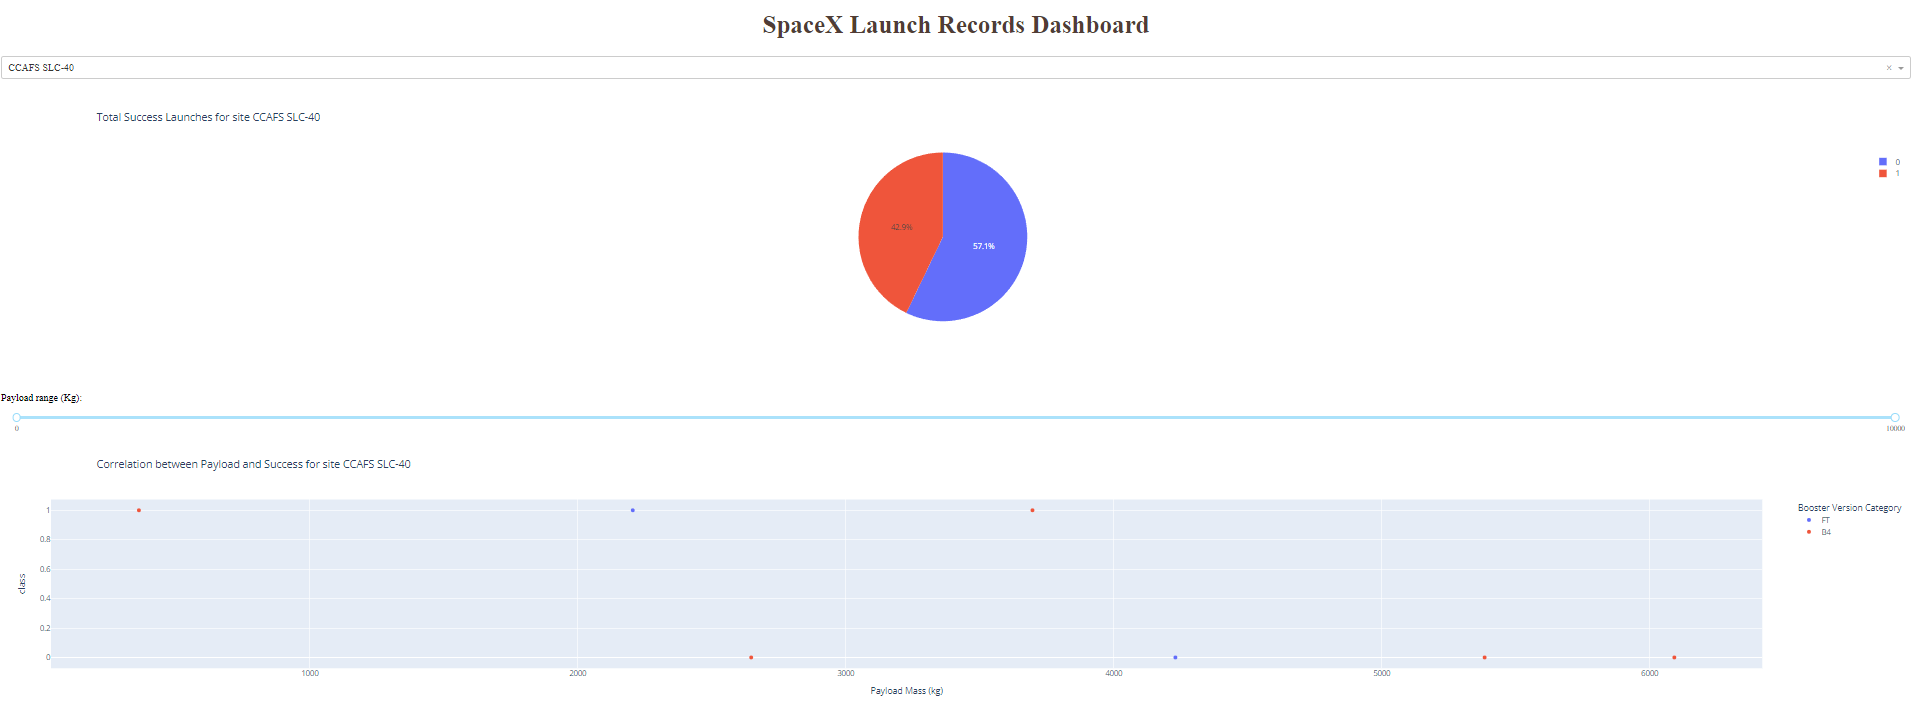 SpaceX Launch Records Dashboard
CCAFS SLC-40
× 
Total Success Launches for site CCAFS SLC-40
0
1
42.9%
57.1%
Payload range (Kg):
0 10000
Correlation between Payload and Success for site CCAFS SLC-40
Booster Version Category
FT
B4
1
0.8
0.6
0.4
0.2
0
class
1000 2000 3000 4000 5000 6000
Payload Mass (kg)